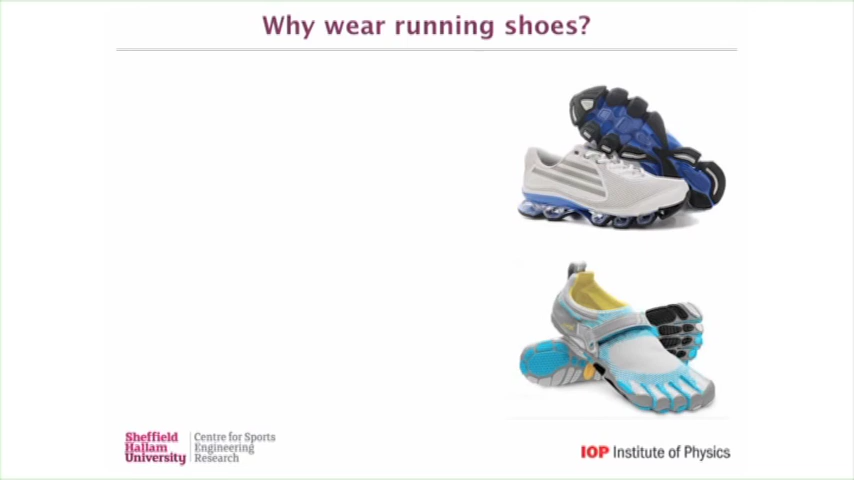 Why wear running shoes?
Sheffield
Hallam
University
Centre for Sports
Engineering
Research
IOP Institute of Physics